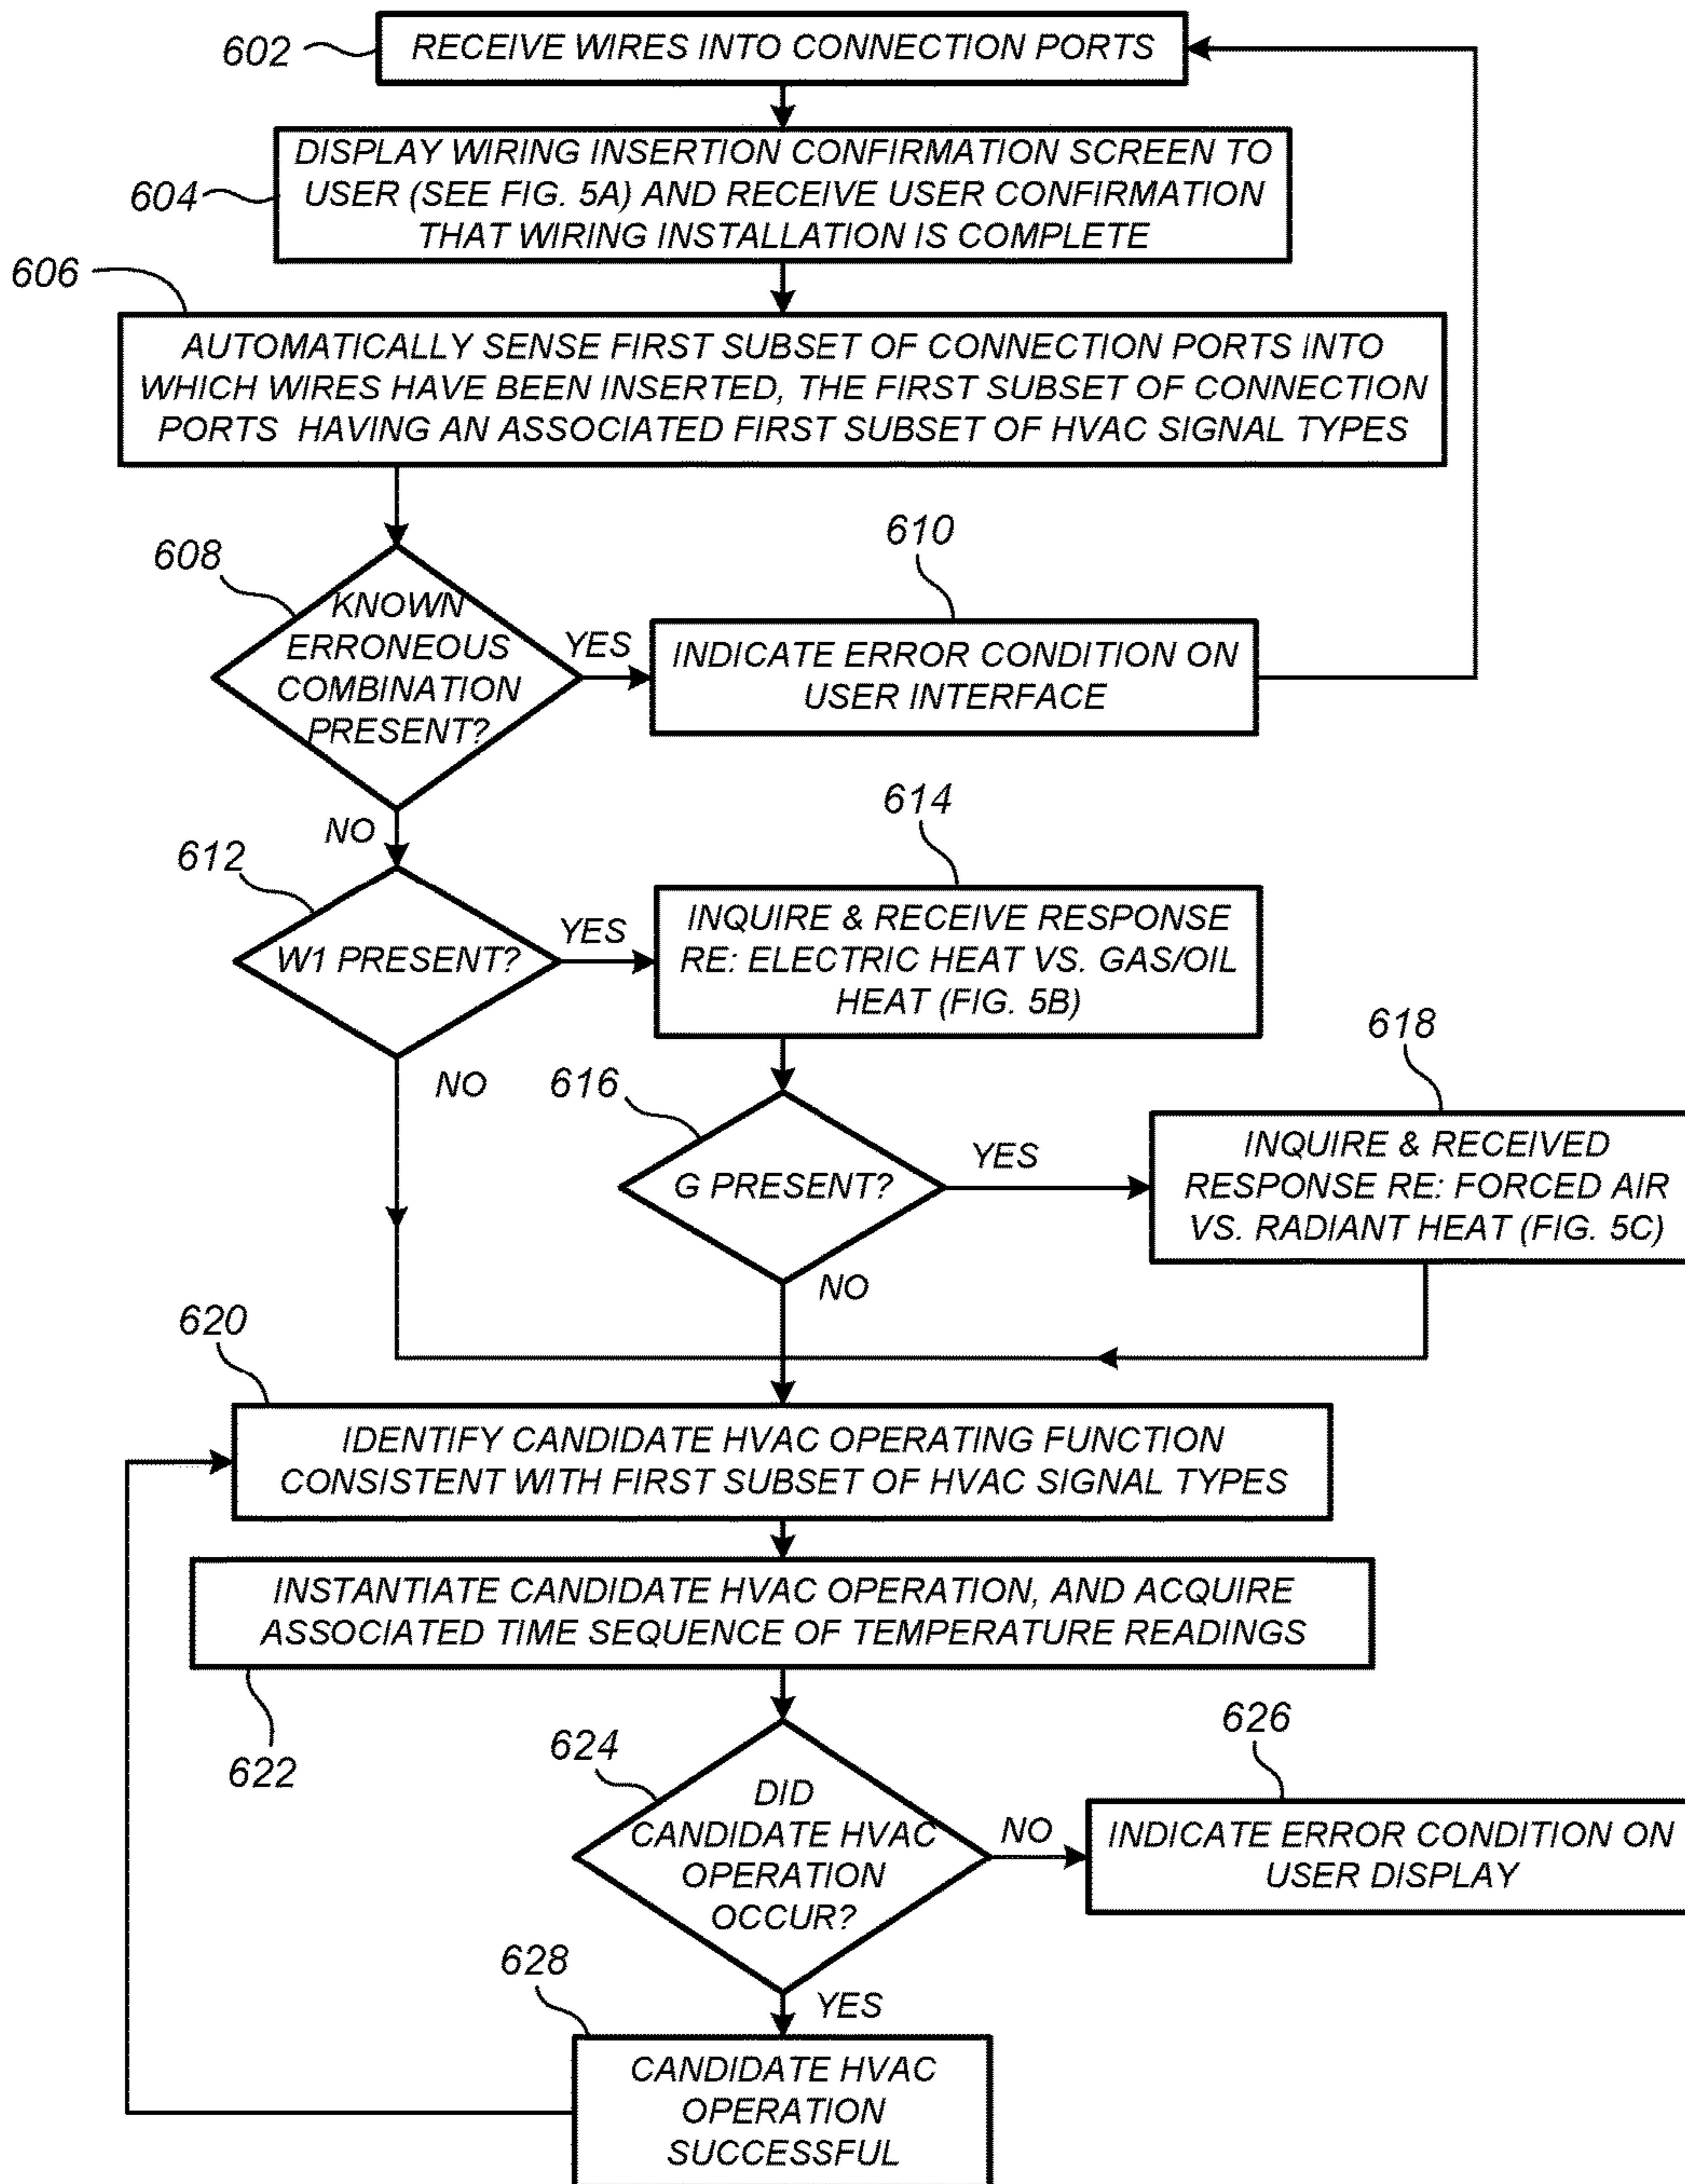 602
RECEIVE WIRES INTO CONNECTION PORTS
604
DISPLAY WIRING INSERTION CONFIRMATION SCREEN TO
USER (SEE FIG. 5A) AND RECEIVE USER CONFIRMATION
THAT WIRING INSTALLATION IS COMPLETE
606
AUTOMATICALLY SENSE FIRST SUBSET OF CONNECTION PORTS INTO
WHICH WIRES HAVE BEEN INSERTED, THE FIRST SUBSET OF CONNECTION
PORTS HAVING AN ASSOCIATED FIRST SUBSET OF HVAC SIGNAL TYPES
608
KNOWN
ERRONEOUS
COMBINATION
PRESENT?
YES
610
INDICATE ERROR CONDITION ON
USER INTERFACE
NO
612
W1 PRESENT?
YES
614
INQUIRE & RECEIVE RESPONSE
RE: ELECTRIC HEAT VS. GAS/OIL
HEAT (FIG. 5B)
NO
616
G PRESENT?
YES
618
INQUIRE & RECEIVED
RESPONSE RE: FORCED AIR
VS. RADIANT HEAT (FIG. 5C)
NO
620
IDENTIFY CANDIDATE HVAC OPERATING FUNCTION
CONSISTENT WITH FIRST SUBSET OF HVAC SIGNAL TYPES
INSTANTIATE CANDIDATE HVAC OPERATION, AND ACQUIRE
ASSOCIATED TIME SEQUENCE OF TEMPERATURE READINGS
622
624
DID
CANDIDATE HVAC
OPERATION
OCCUR?
NO
626
INDICATE ERROR CONDITION ON
USER DISPLAY
YES
628
CANDIDATE HVAC
OPERATION
SUCCESSFUL